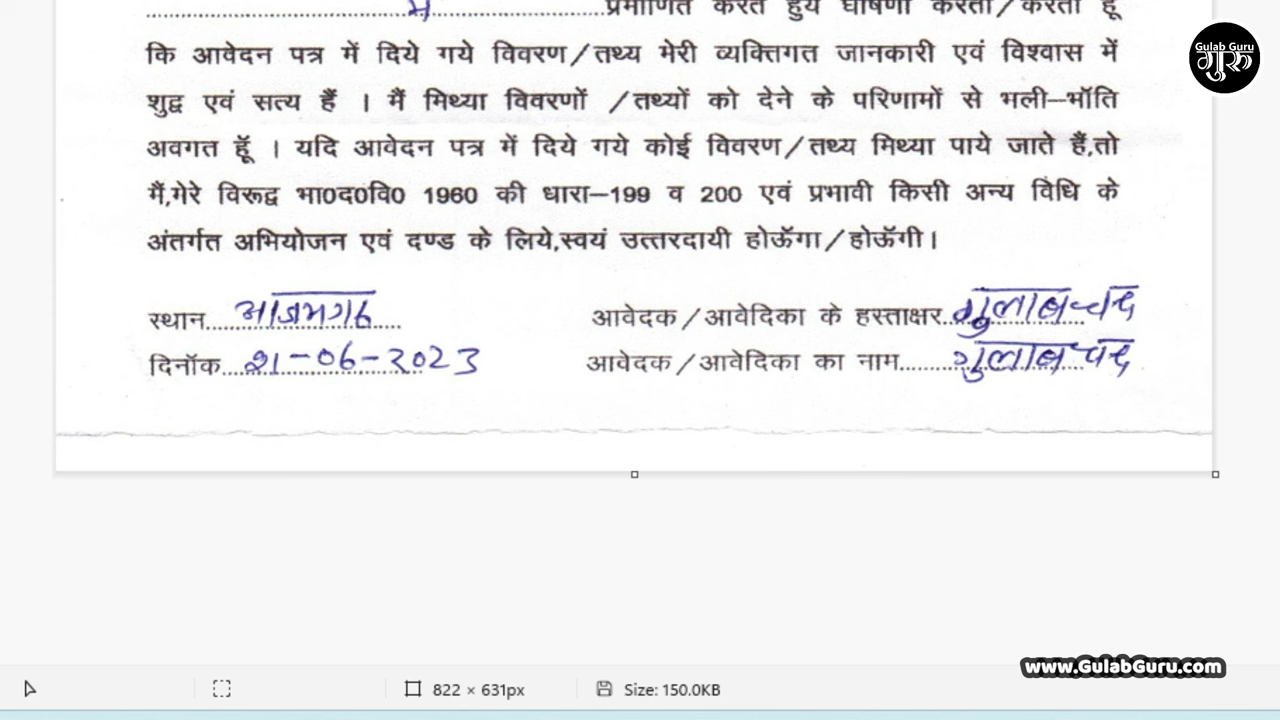 में
प्रमाणित करते हुये घोषणा करता/करती हूँ
कि आवेदन पत्र में दिये गये विवरण/तथ्य मेरी व्यक्तिगत जानकारी एवं विश्वास में
शुद्व एवं सत्य हैं । मैं मिथ्या विवरणों /तथ्यों को देने के परिणामों से भली–भॉति
अवगत हूॅ । यदि आवेदन पत्र में दिये गये कोई विवरण/तथ्य मिथ्या पाये जाते हैं,तो
मैं,मेरे विरूद्व भा0द0वि0 1960 की धारा–199 व 200 एवं प्रभावी किसी अन्य विधि के
अंतर्गत अभियोजन एवं दण्ड के लिये,स्वयं उत्तरदायी होऊॅगा/होऊॅगी।
स्थान आजमगढ आवेदक/आवेदिका के हस्ताक्षर गुलाब चन्द
दिनॉक 21-06-2023 आवेदक/आवेदिका का नाम गुलाब चन्द
Gulab Guru
गुरु
www.GulabGuru.com
822 × 631px Size: 150.0KB